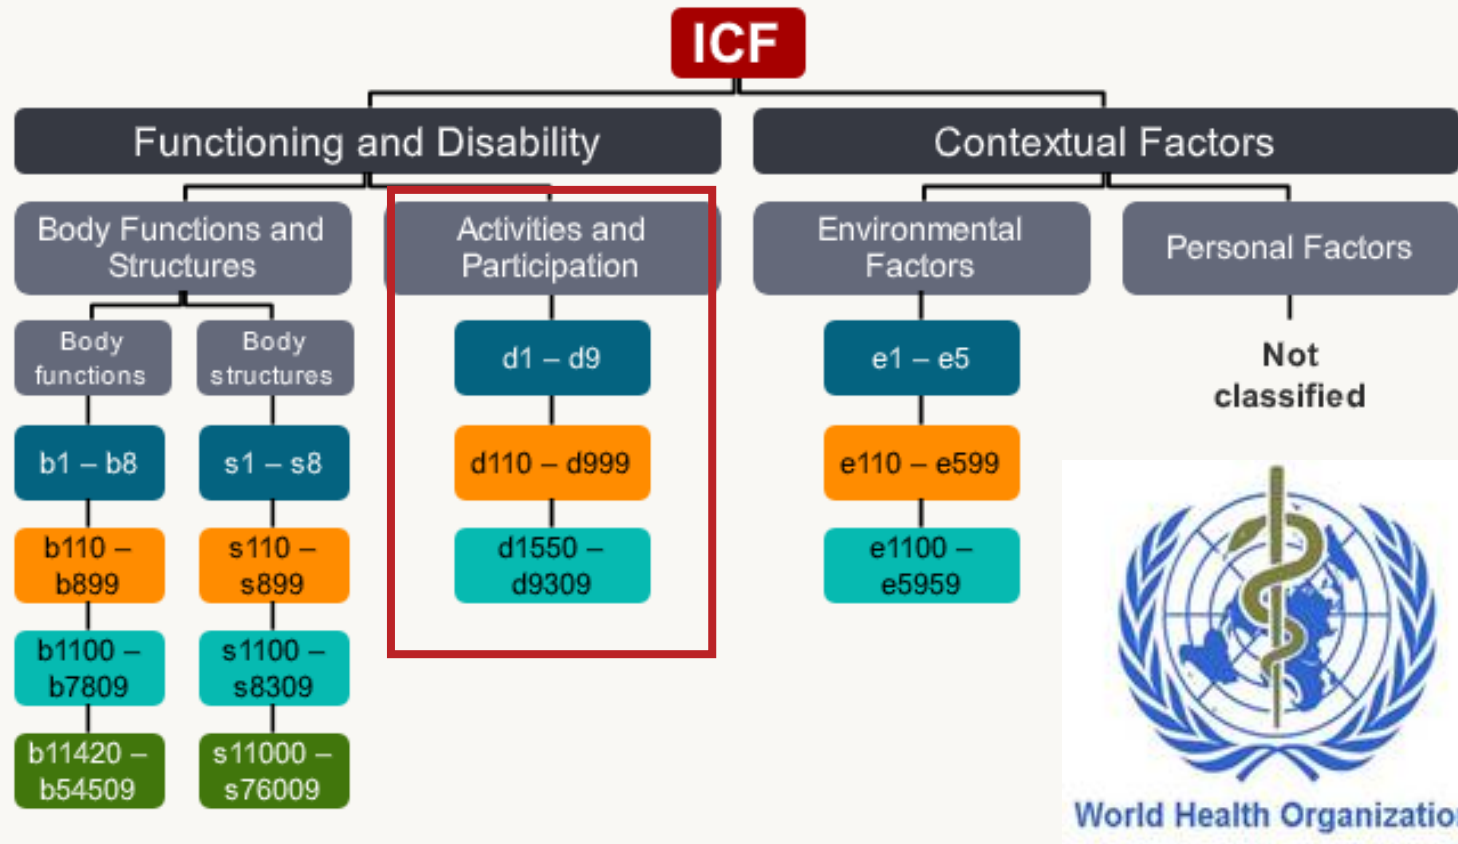 ICF
Functioning and Disability
Contextual Factors
Body Functions and
Structures
Activities and
Participation
Environmental
Factors
Personal Factors
Body
functions
Body
structures
d1 – d9
e1 – e5
Not
classified
b1 – b8
s1 – s8
d110 – d999
e110 – e599
b110 –
b899
s110 –
s899
d1550 –
d9309
e1100 –
e5959
b1100 –
b7809
s1100 –
s8309
b11420 –
b54509
s11000 –
s76009
World Health Organization